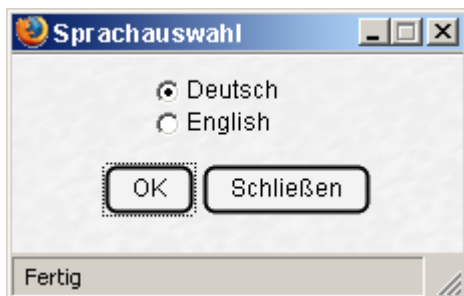 Sprachauswahl
Deutsch
English
OK Schließen
Fertig